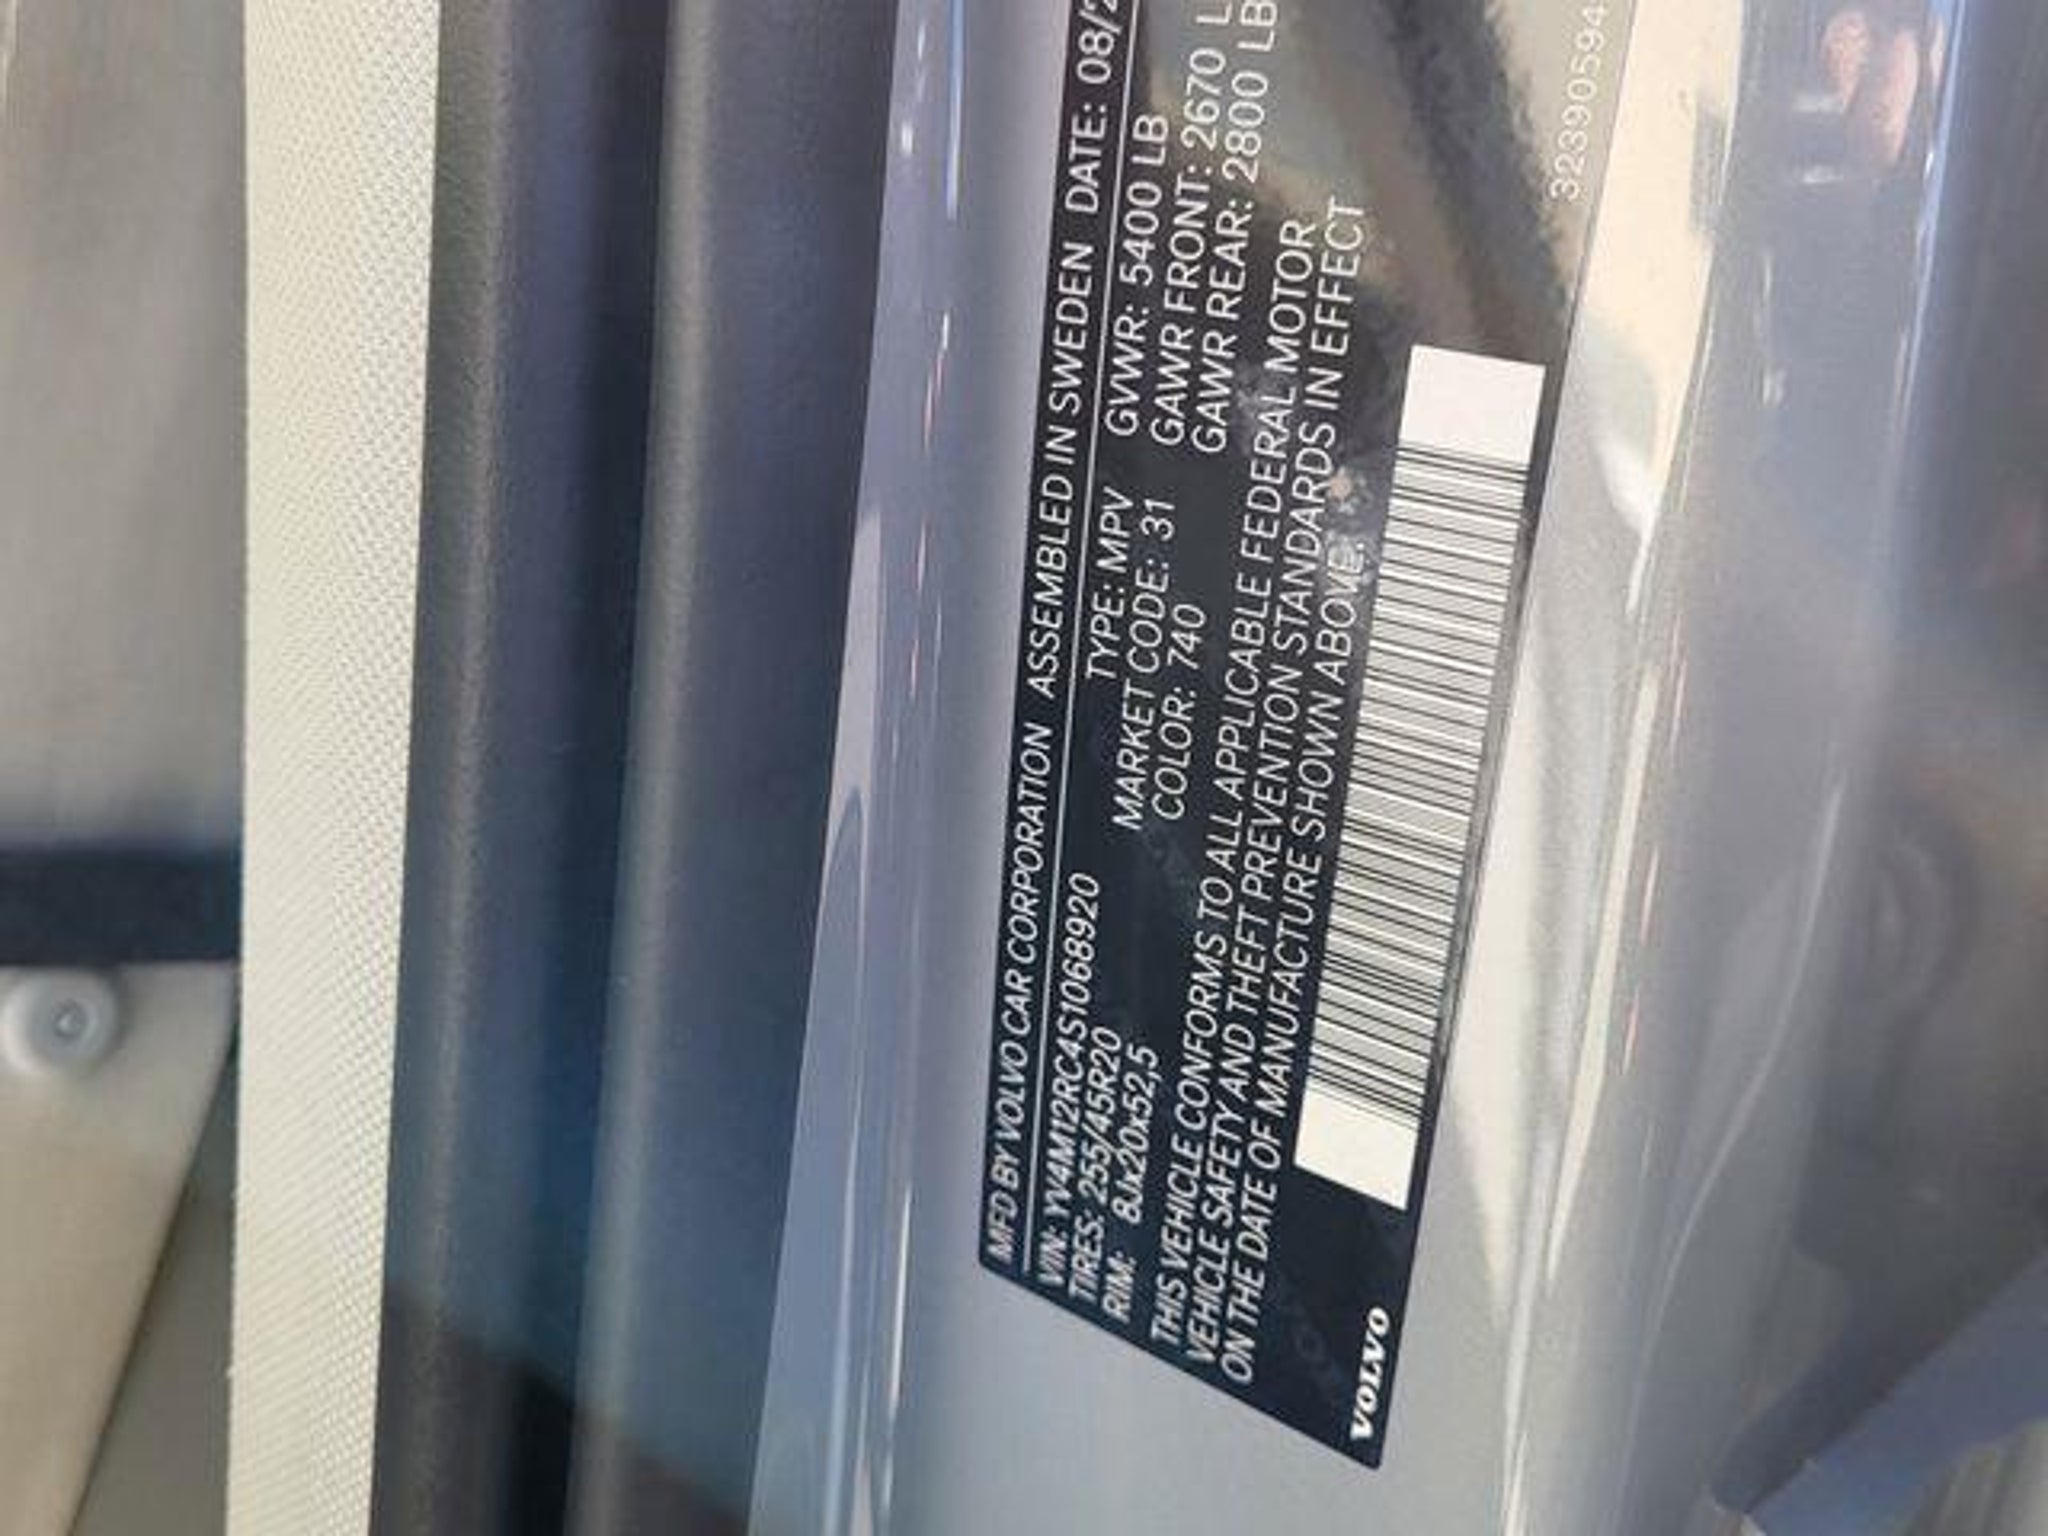 MFD BY VOLVO CAR CORPORATION ASSEMBLED IN SWEDEN DATE: 08/2
VIN: YV4M12RC4S1068920 TYPE: MPV GVWR: 5400 LB
TIRES: 255/45R20 MARKET CODE: 31 GAWR FRONT: 2670 L
RIM: 8Jx20x52,5 COLOR: 740 GAWR REAR: 2800 LB
THIS VEHICLE CONFORMS TO ALL APPLICABLE FEDERAL MOTOR
VEHICLE SAFETY AND THEFT PREVENTION STANDARDS IN EFFECT
ON THE DATE OF MANUFACTURE SHOWN ABOVE.
VOLVO
32390594